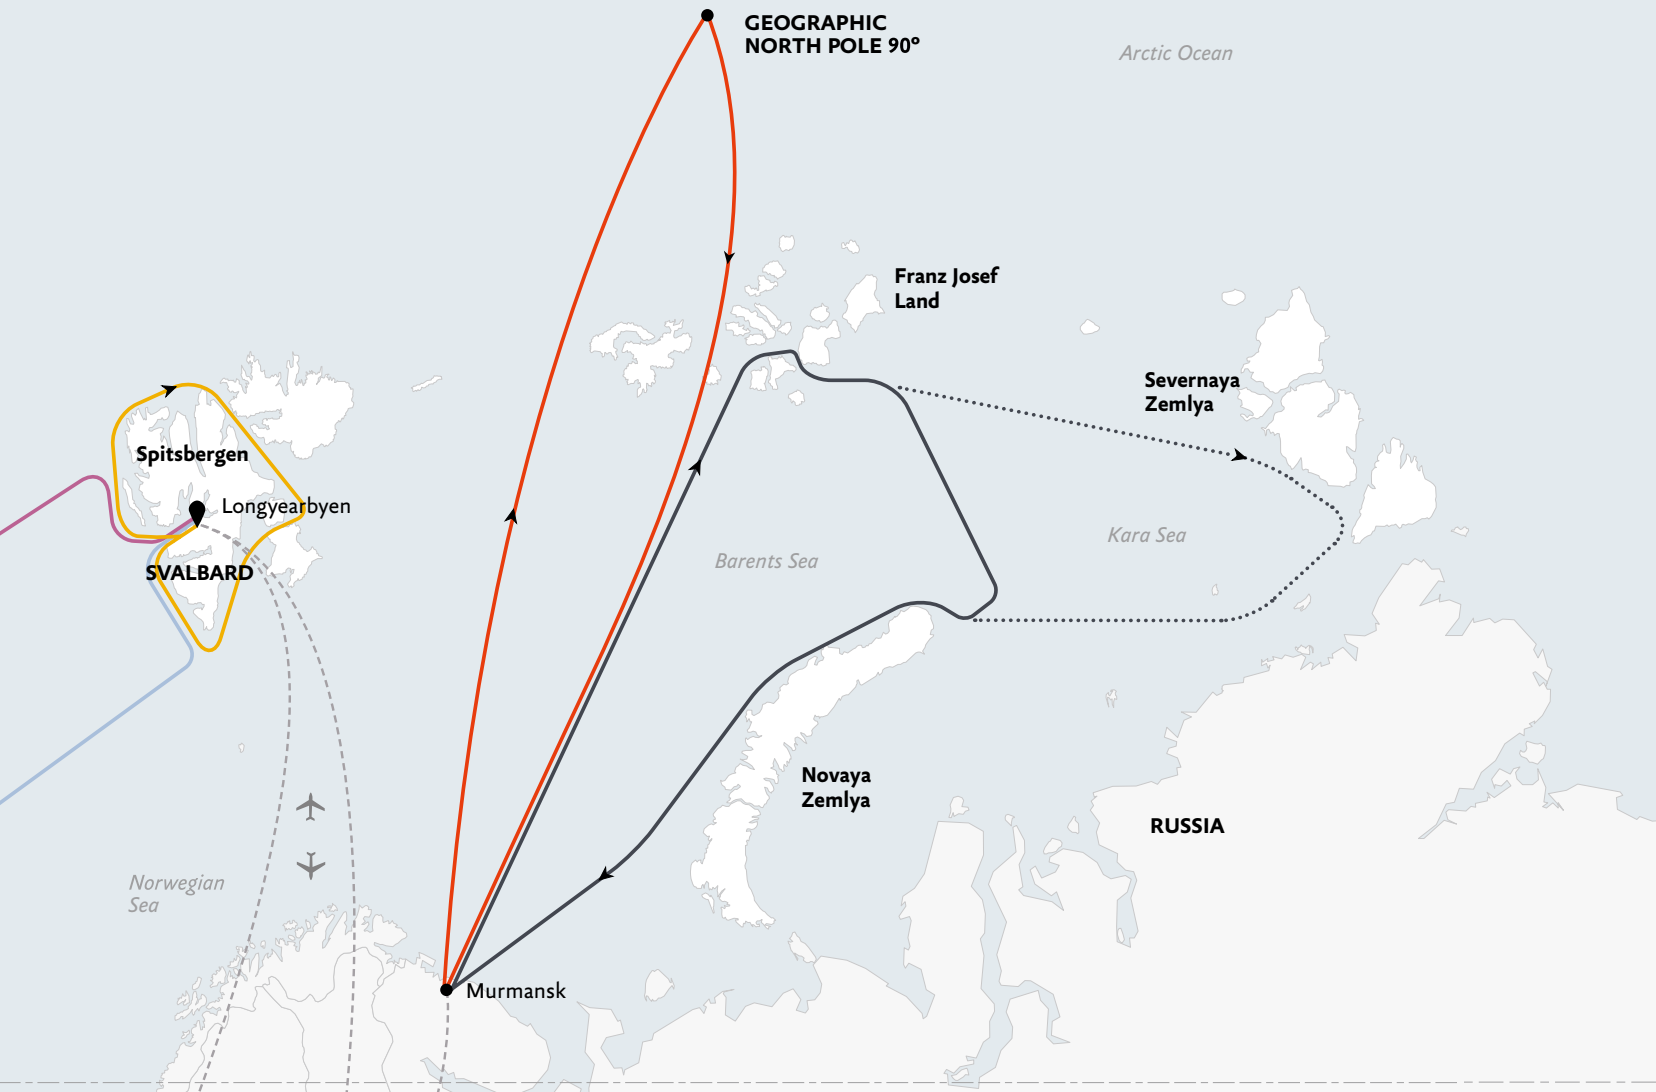 GEOGRAPHIC
NORTH POLE 90º
Arctic Ocean
Franz Josef
Land
Severnaya
Zemlya
Spitsbergen
Longyearbyen
SVALBARD
Barents Sea
Kara Sea
Novaya
Zemlya
RUSSIA
Norwegian
Sea
Murmansk